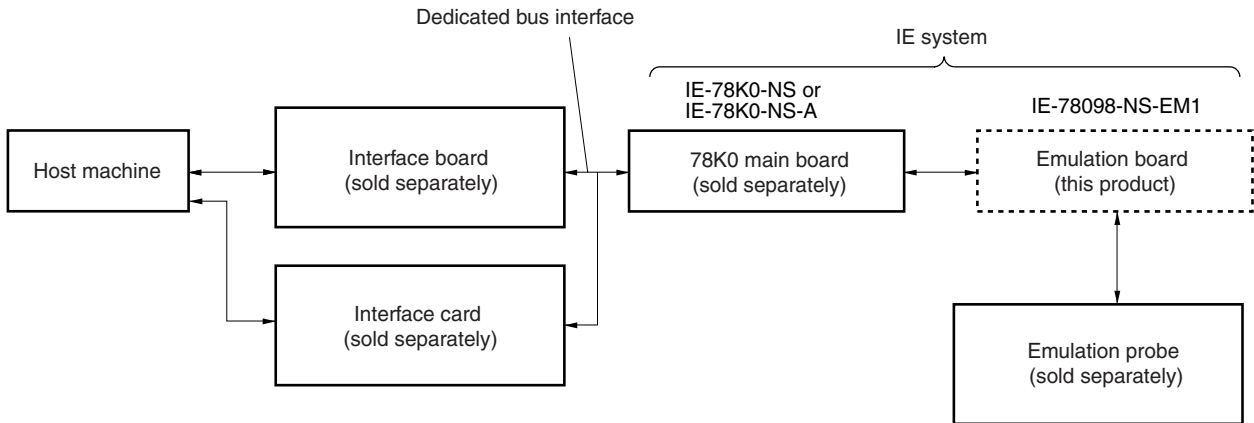 Dedicated bus interface
IE system
IE-78K0-NS or
IE-78K0-NS-A
IE-78098-NS-EM1
Host machine
Interface board
(sold separately)
78K0 main board
(sold separately)
Emulation board
(this product)
Interface card
(sold separately)
Emulation probe
(sold separately)